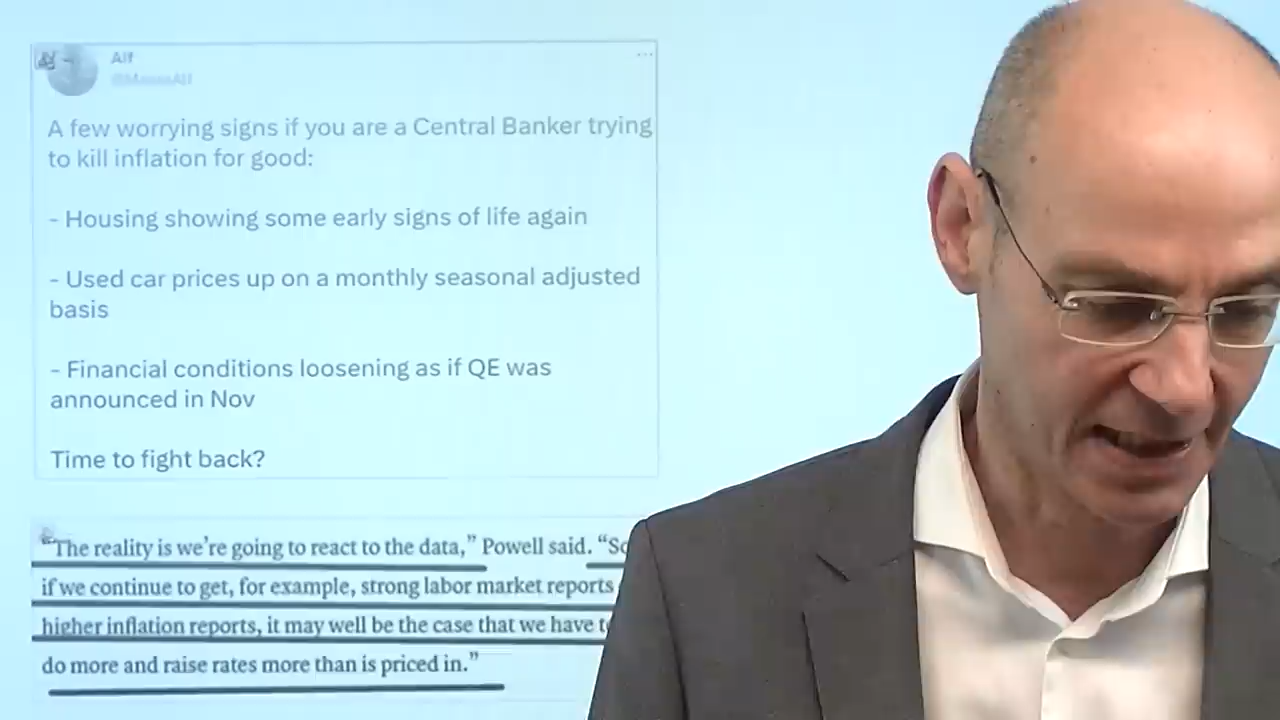 Alf
@MacroAlf
A few worrying signs if you are a Central Banker trying
to kill inflation for good:
- Housing showing some early signs of life again
- Used car prices up on a monthly seasonal adjusted
basis
- Financial conditions loosening as if QE was
announced in Nov
Time to fight back?
“The reality is we’re going to react to the data,” Powell said. “So
if we continue to get, for example, strong labor market reports
higher inflation reports, it may well be the case that we have
do more and raise rates more than is priced in.”